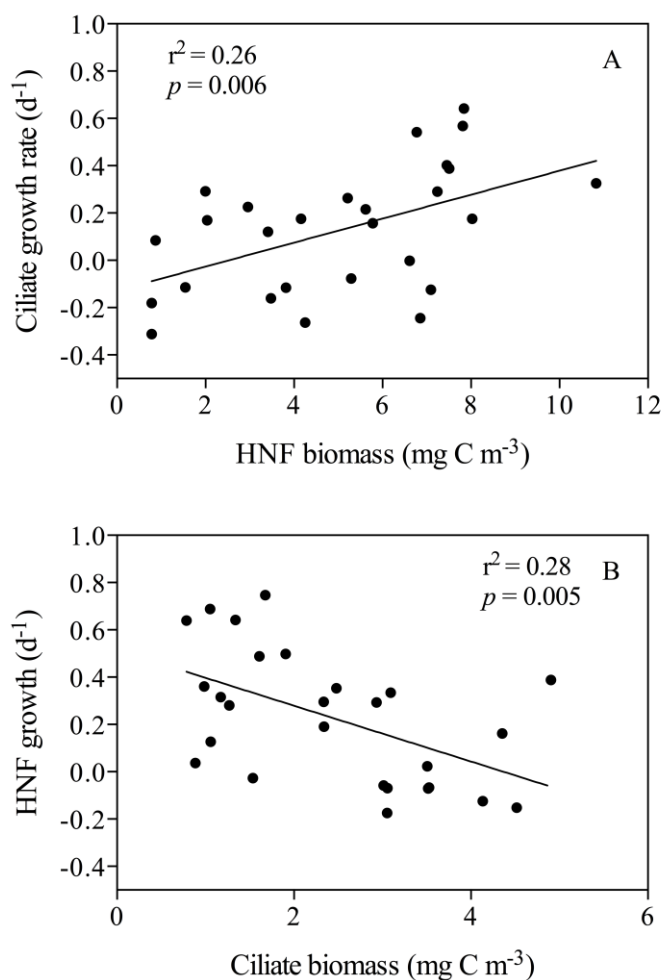 1.0
0.8
0.6
0.4
0.2
0.0
-0.2
-0.4
Ciliate growth rate (d⁻¹)
r² = 0.26
p = 0.006
A
0 2 4 6 8 10 12
HNF biomass (mg C m⁻³)
1.0
0.8
0.6
0.4
0.2
0.0
-0.2
-0.4
HNF growth (d⁻¹)
r² = 0.28
p = 0.005
B
0 2 4 6
Ciliate biomass (mg C m⁻³)